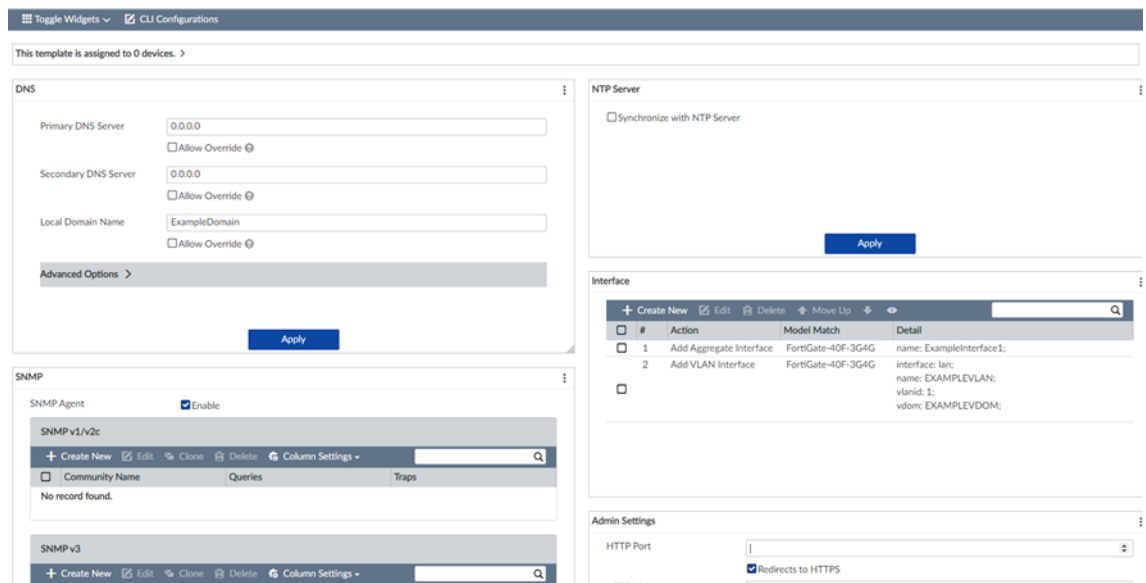 Toggle Widgets CLI Configurations
This template is assigned to 0 devices. >
DNS
Primary DNS Server 0.0.0.0
Allow Override
Secondary DNS Server 0.0.0.0
Allow Override
Local Domain Name ExampleDomain
Allow Override
Advanced Options >
Apply
SNMP
SNMP Agent Enable
SNMP v1/v2c
+ Create New Edit Clone Delete Column Settings
Community Name Queries Traps
No record found.
SNMP v3
+ Create New Edit Clone Delete Column Settings
NTP Server
Synchronize with NTP Server
Apply
Interface
+ Create New Edit Delete Move Up
# Action Model Match Detail
1 Add Aggregate Interface FortiGate-40F-3G4G name: ExampleInterface1;
2 Add VLAN Interface FortiGate-40F-3G4G interface: lan;
name: EXAMPLEVLAN;
vlanid: 1;
vdom: EXAMPLEVDOM;
Admin Settings
HTTP Port
Redirects to HTTPS